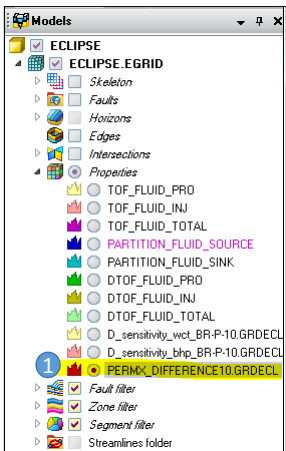 Models
ECLIPSE
ECLIPSE.EGRID
Skeleton
Faults
Horizons
Edges
Intersections
Properties
TOF_FLUID_PRO
TOF_FLUID_INJ
TOF_FLUID_TOTAL
PARTITION_FLUID_SOURCE
PARTITION_FLUID_SINK
DTOF_FLUID_PRO
DTOF_FLUID_INJ
DTOF_FLUID_TOTAL
D_sensitivity_wct_BR-P-10.GRDECL
D_sensitivity_bhp_BR-P-10.GRDECL
1 PERMX_DIFFERENCE10.GRDECL
Fault filter
Zone filter
Segment filter
Streamlines folder